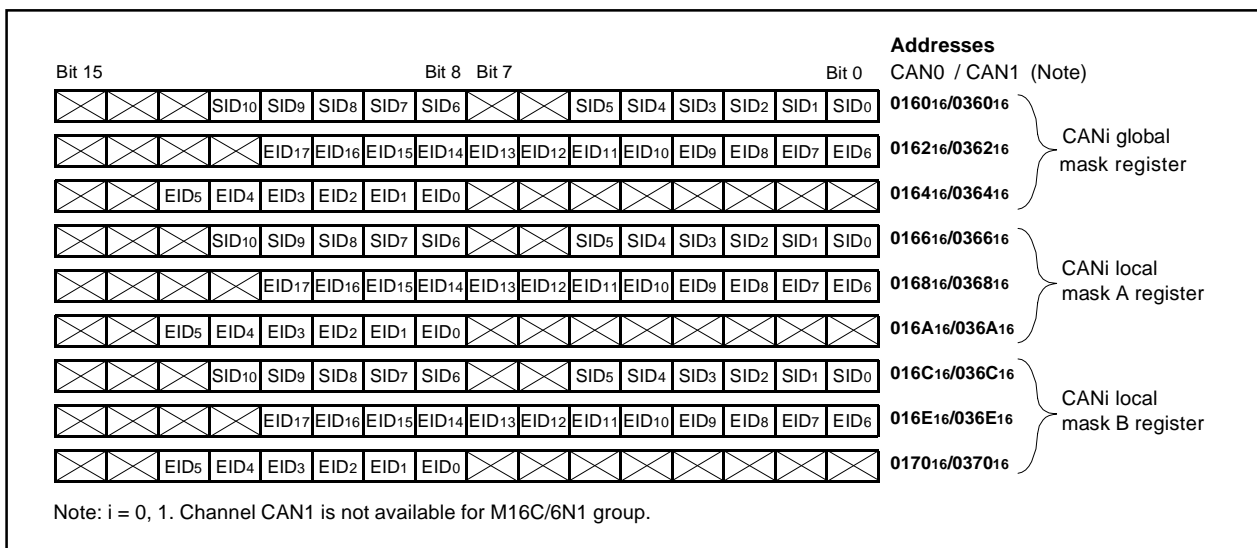 Addresses
Bit 15 Bit 8 Bit 7 Bit 0 CAN0 / CAN1 (Note)
SID10 SID9 SID8 SID7 SID6 SID5 SID4 SID3 SID2 SID1 SID0 016016/036016
EID17 EID16 EID15 EID14 EID13 EID12 EID11 EID10 EID9 EID8 EID7 EID6 016216/036216
CANi global
mask register
EID5 EID4 EID3 EID2 EID1 EID0 016416/036416
SID10 SID9 SID8 SID7 SID6 SID5 SID4 SID3 SID2 SID1 SID0 016616/036616
EID17 EID16 EID15 EID14 EID13 EID12 EID11 EID10 EID9 EID8 EID7 EID6 016816/036816
CANi local
mask A register
EID5 EID4 EID3 EID2 EID1 EID0 016A16/036A16
SID10 SID9 SID8 SID7 SID6 SID5 SID4 SID3 SID2 SID1 SID0 016C16/036C16
EID17 EID16 EID15 EID14 EID13 EID12 EID11 EID10 EID9 EID8 EID7 EID6 016E16/036E16
CANi local
mask B register
EID5 EID4 EID3 EID2 EID1 EID0 017016/037016
Note: i = 0, 1. Channel CAN1 is not available for M16C/6N1 group.